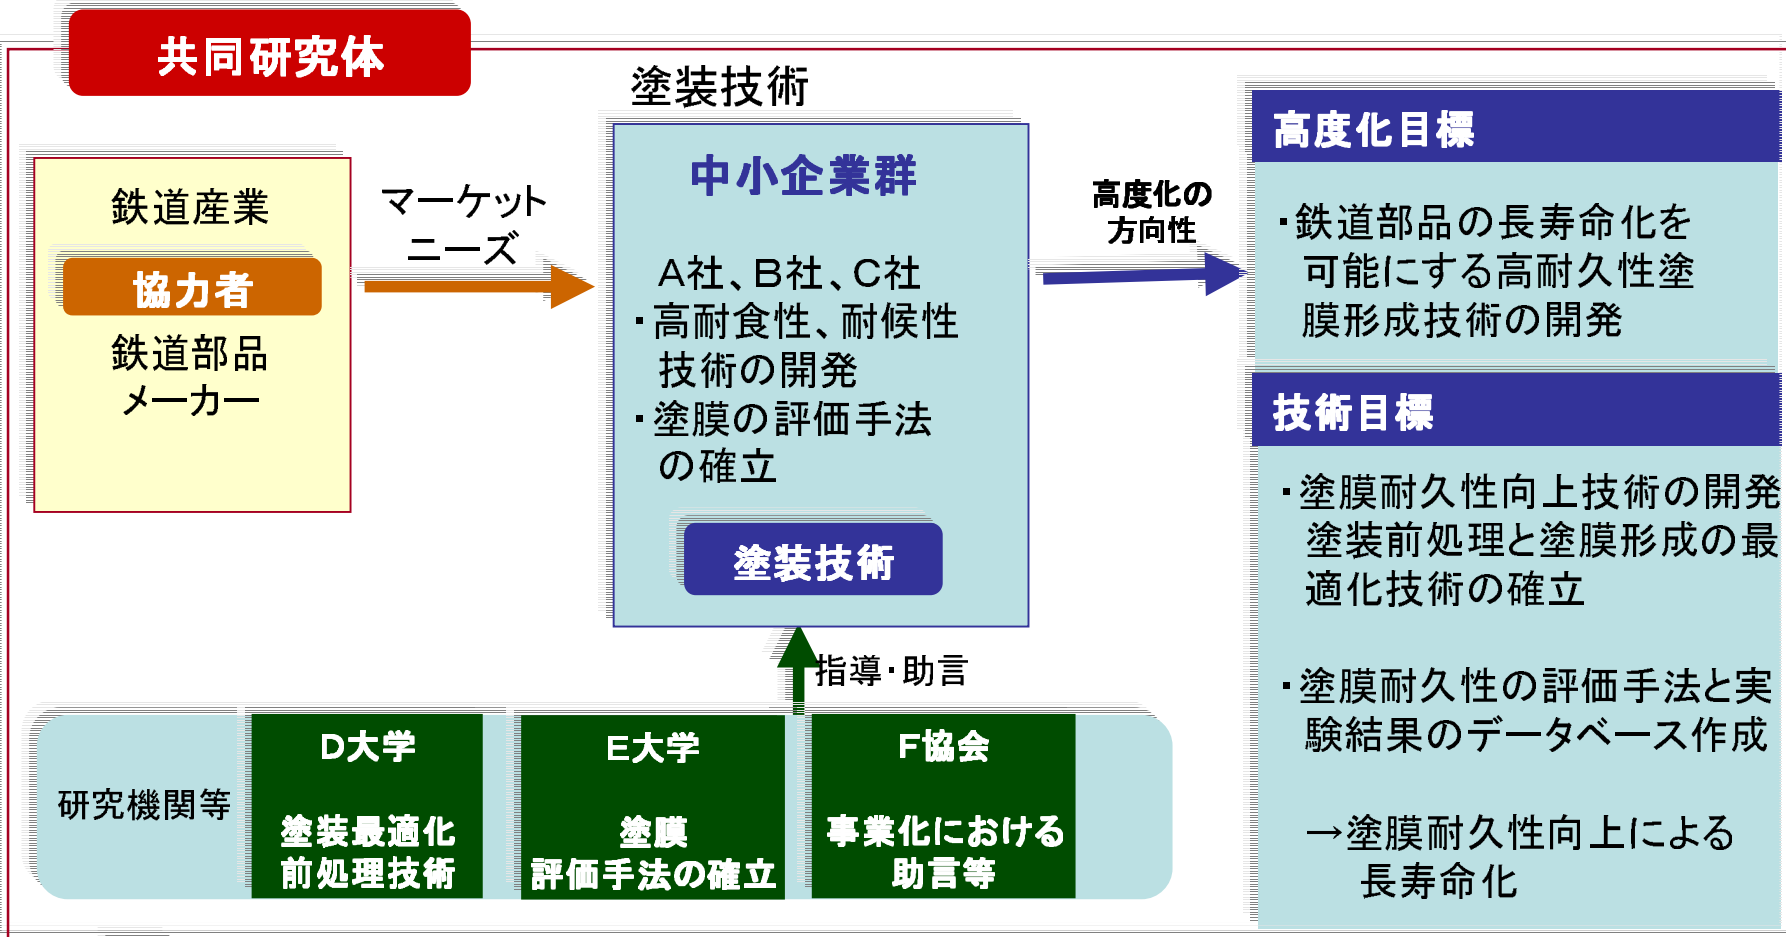 共同研究体
鉄道産業
協力者
鉄道部品
メーカー
マーケット
ニーズ
塗装技術
中小企業群
A社、B社、C社
・高耐食性、耐候性
技術の開発
・塗膜の評価手法
の確立
塗装技術
高度化の
方向性
高度化目標
・鉄道部品の長寿命化を
可能にする高耐久性塗
膜形成技術の開発
技術目標
・塗膜耐久性向上技術の開発
塗装前処理と塗膜形成の最
適化技術の確立
・塗膜耐久性の評価手法と実
験結果のデータベース作成
→塗膜耐久性向上による
長寿命化
指導・助言
研究機関等
D大学
塗装最適化
前処理技術
E大学
塗膜
評価手法の確立
F協会
事業化における
助言等